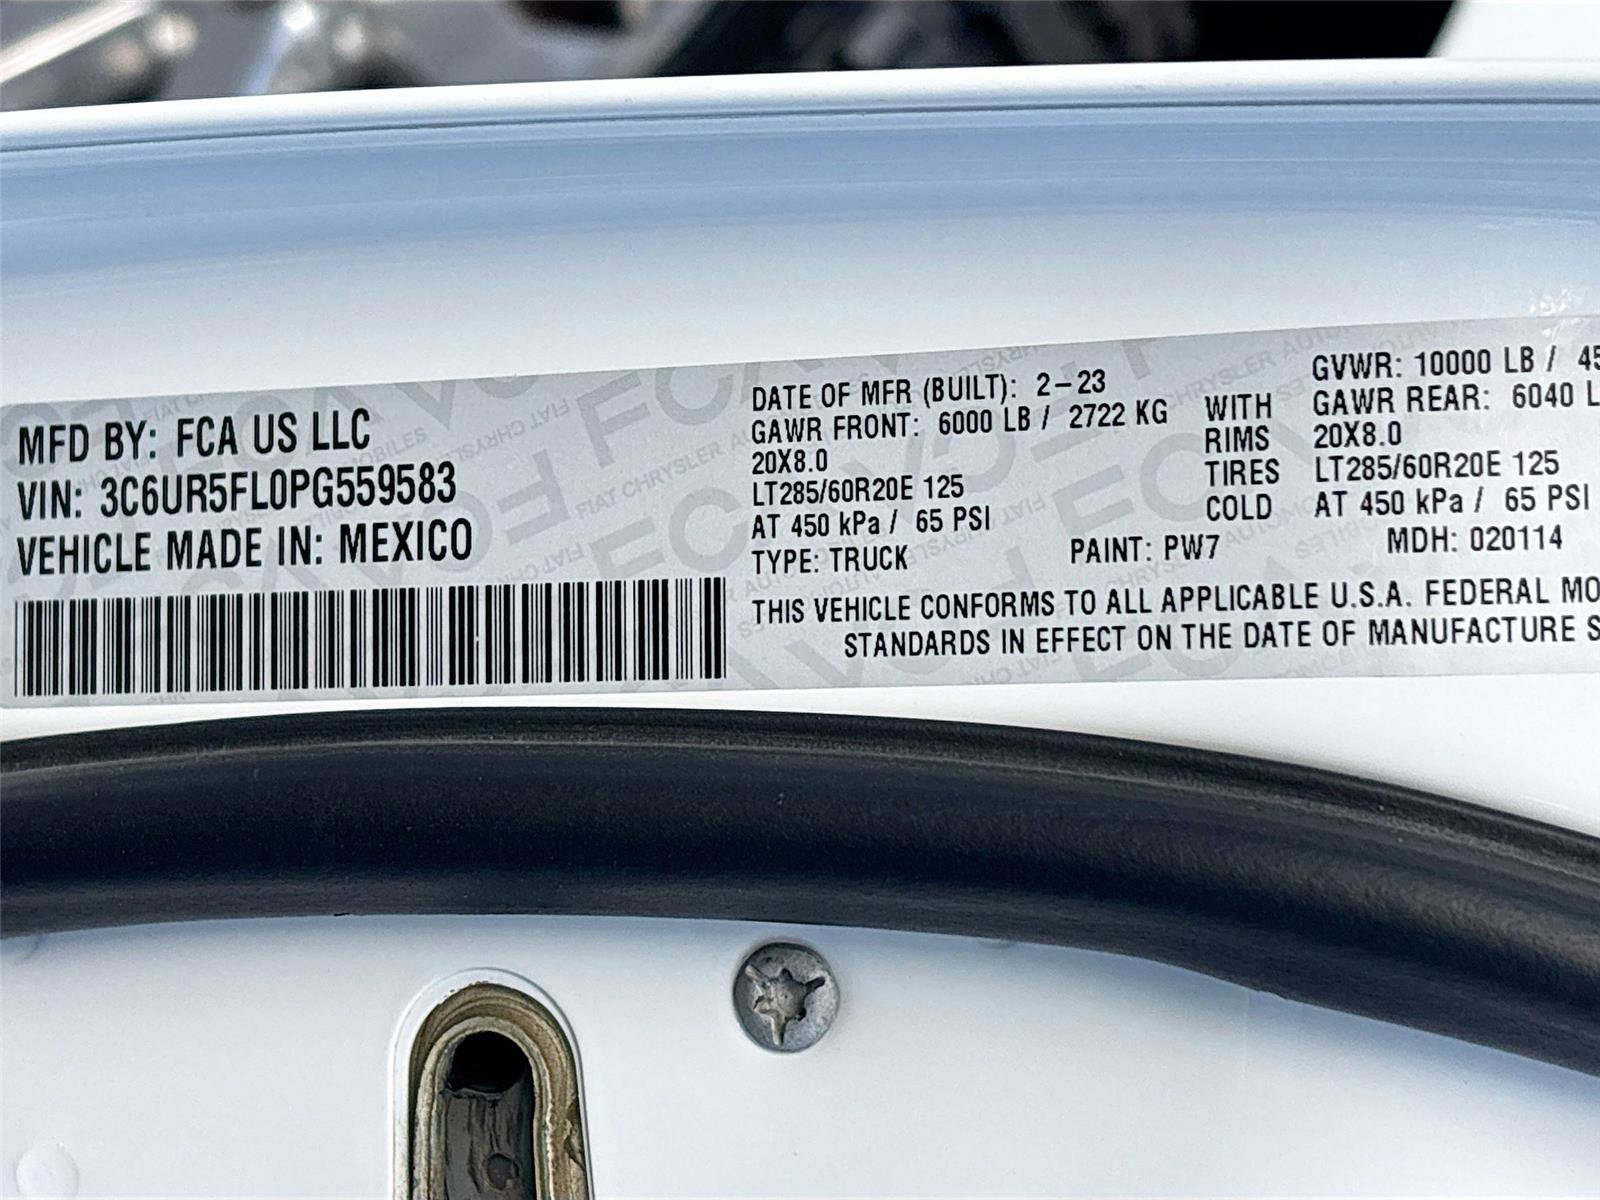 MFD BY: FCA US LLC
VIN: 3C6UR5FL0PG559583
VEHICLE MADE IN: MEXICO
DATE OF MFR (BUILT): 2-23
GAWR FRONT: 6000 LB / 2722 KG
20X8.0
LT285/60R20E 125
AT 450 kPa / 65 PSI
TYPE: TRUCK
WITH
RIMS
TIRES
COLD
GVWR: 10000 LB / 45
GAWR REAR: 6040 L
20X8.0
LT285/60R20E 125
AT 450 kPa / 65 PSI
PAINT: PW7
MDH: 020114
THIS VEHICLE CONFORMS TO ALL APPLICABLE U.S.A. FEDERAL MO
STANDARDS IN EFFECT ON THE DATE OF MANUFACTURE S